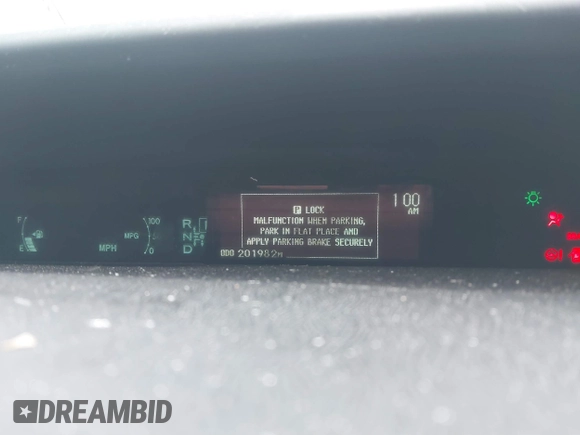 P LOCK
MALFUNCTION WHEN PARKING,
PARK IN FLAT PLACE AND
APPLY PARKING BRAKE SECURELY
ODO 201982M
1:00
AM
F
E
MPH
MPG
100
0
R
N
D
DREAMBID